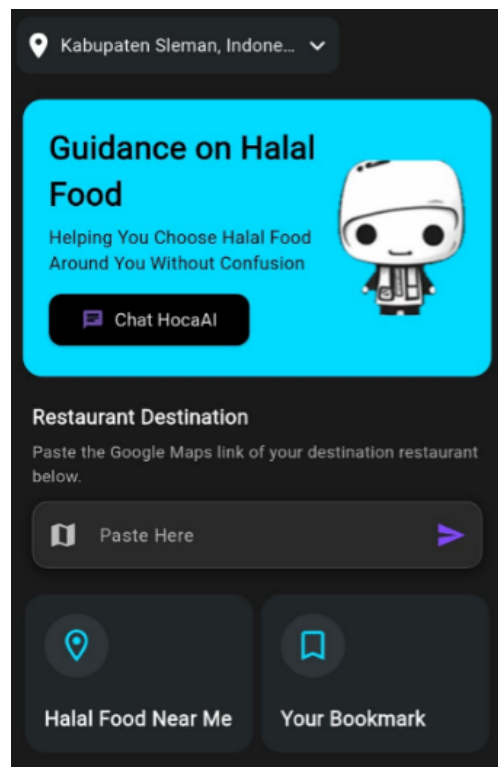 Kabupaten Sleman, Indone...
Guidance on Halal
Food
Helping You Choose Halal Food
Around You Without Confusion
Chat HocaAI
Restaurant Destination
Paste the Google Maps link of your destination restaurant
below.
Paste Here
Halal Food Near Me
Your Bookmark